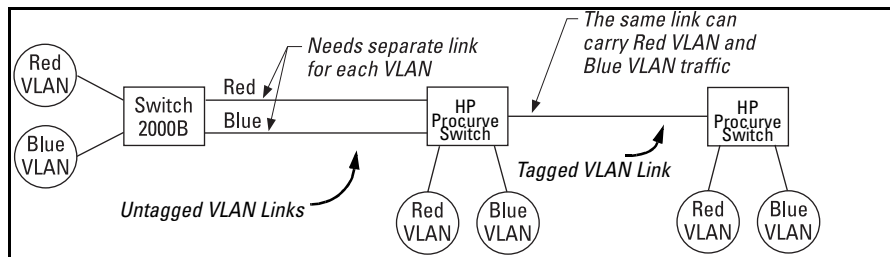 Red
VLAN
Blue
VLAN
Switch
2000B
Red
Blue
Needs separate link
for each VLAN
Untagged VLAN Links
HP
Procurve
Switch
Red
VLAN
Blue
VLAN
The same link can
carry Red VLAN and
Blue VLAN traffic
Tagged VLAN Link
HP
Procurve
Switch
Red
VLAN
Blue
VLAN